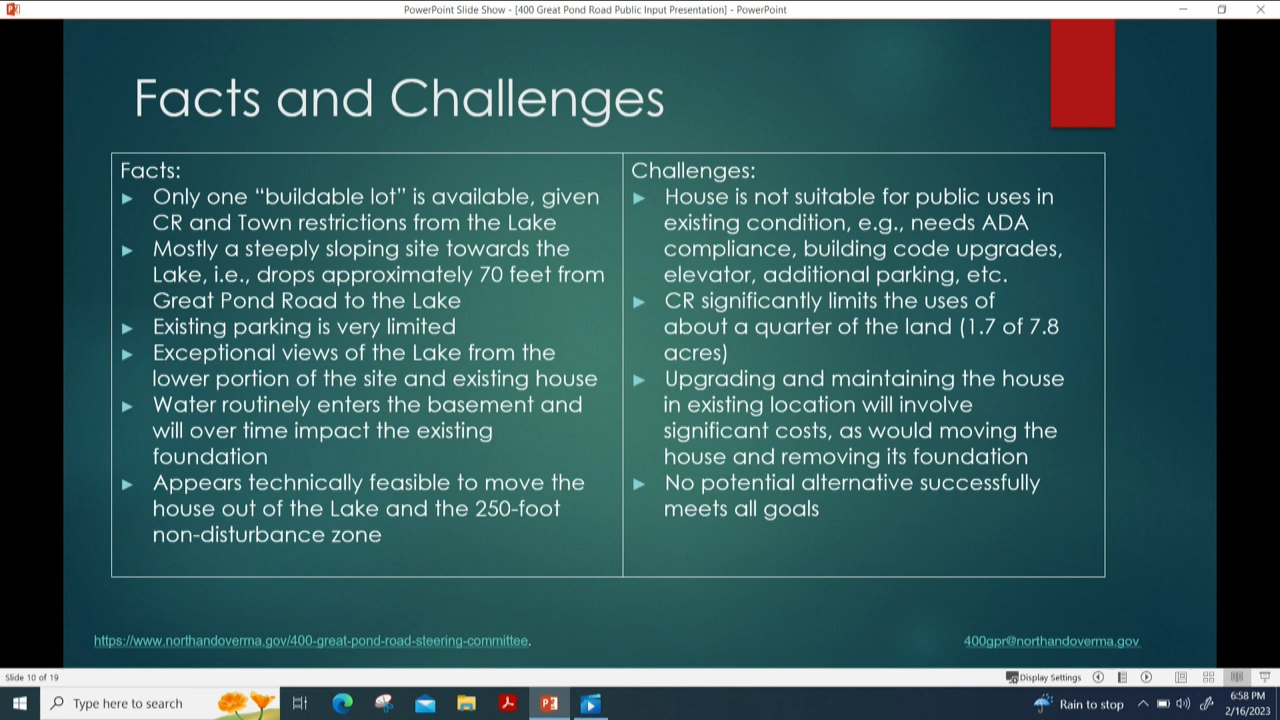 PowerPoint Slide Show - [400 Great Pond Road Public Input Presentation] - PowerPoint
Facts and Challenges
Facts:
Only one “buildable lot” is available, given
CR and Town restrictions from the Lake
Mostly a steeply sloping site towards the
Lake, i.e., drops approximately 70 feet from
Great Pond Road to the Lake
Existing parking is very limited
Exceptional views of the Lake from the
lower portion of the site and existing house
Water routinely enters the basement and
will over time impact the existing
foundation
Appears technically feasible to move the
house out of the Lake and the 250-foot
non-disturbance zone
Challenges:
House is not suitable for public uses in
existing condition, e.g., needs ADA
compliance, building code upgrades,
elevator, additional parking, etc.
CR significantly limits the uses of
about a quarter of the land (1.7 of 7.8
acres)
Upgrading and maintaining the house
in existing location will involve
significant costs, as would moving the
house and removing its foundation
No potential alternative successfully
meets all goals
https://www.northandoverma.gov/400-great-pond-road-steering-committee.
400gpr@northandoverma.gov
Slide 10 of 19
Display Settings
Type here to search
Rain to stop
6:58 PM
2/16/2023